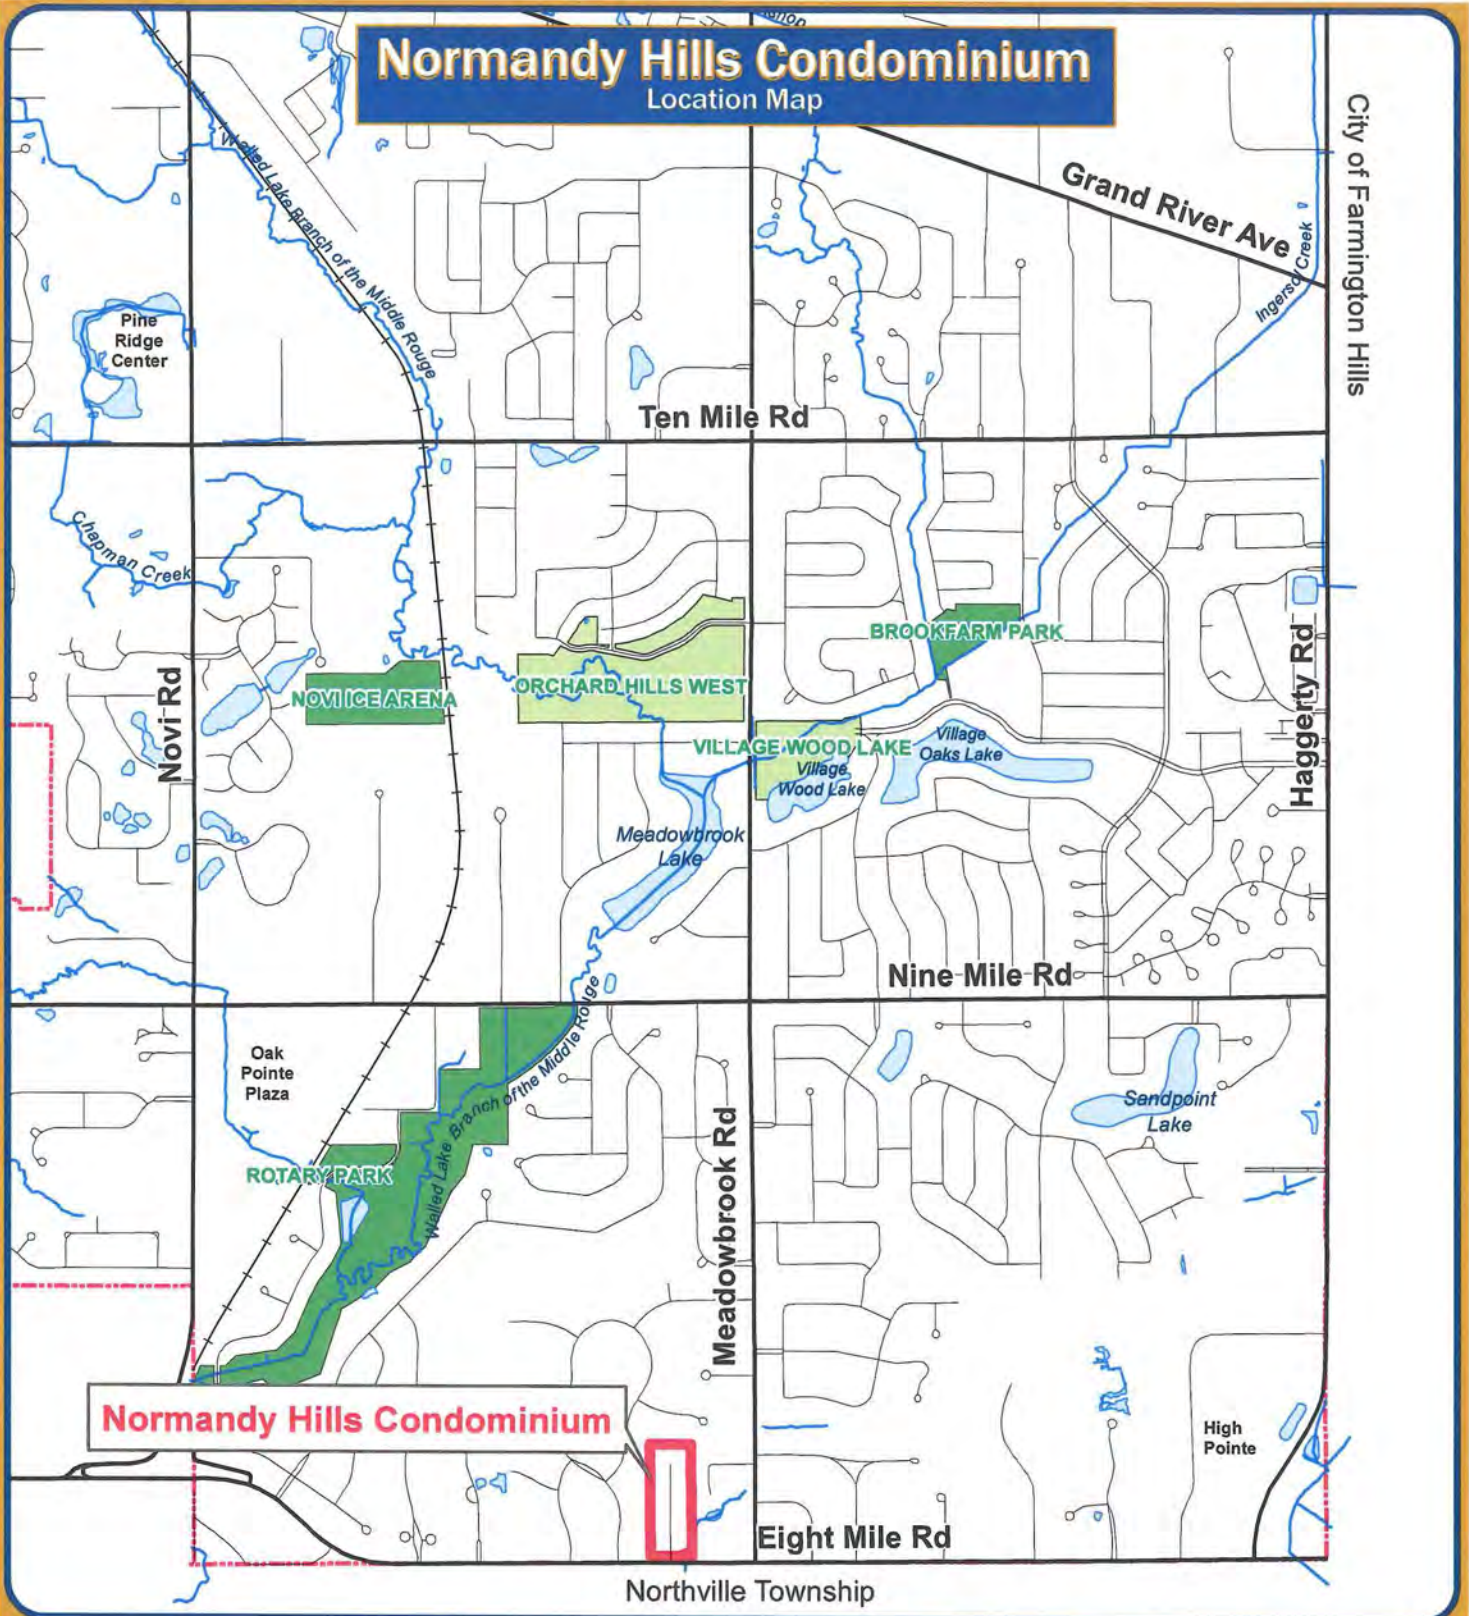 Normandy Hills Condominium
Location Map
Grand River Ave
City of Farmington Hills
Ingersol Creek
Walled Lake Branch of the Middle Rouge
Pine
Ridge
Center
Ten Mile Rd
Chapman Creek
BROOKFARM PARK
Novi Rd
NOVI ICE ARENA
ORCHARD HILLS WEST
Haggerty Rd
VILLAGE WOOD LAKE
Village
Oaks Lake
Village
Wood Lake
Meadowbrook
Lake
Nine Mile Rd
Oak
Pointe
Plaza
Walled Lake Branch of the Middle Rouge
Sandpoint
Lake
ROTARY PARK
Meadowbrook Rd
Normandy Hills Condominium
High
Pointe
Eight Mile Rd
Northville Township